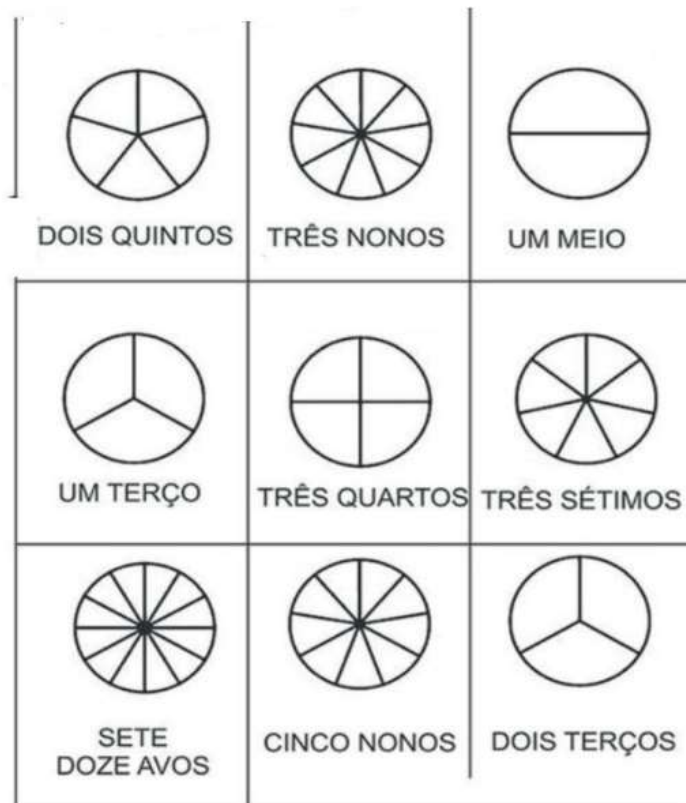 DOIS QUINTOS
TRÊS NONOS
UM MEIO
UM TERÇO
TRÊS QUARTOS
TRÊS SÉTIMOS
SETE
DOZE AVOS
CINCO NONOS
DOIS TERÇOS